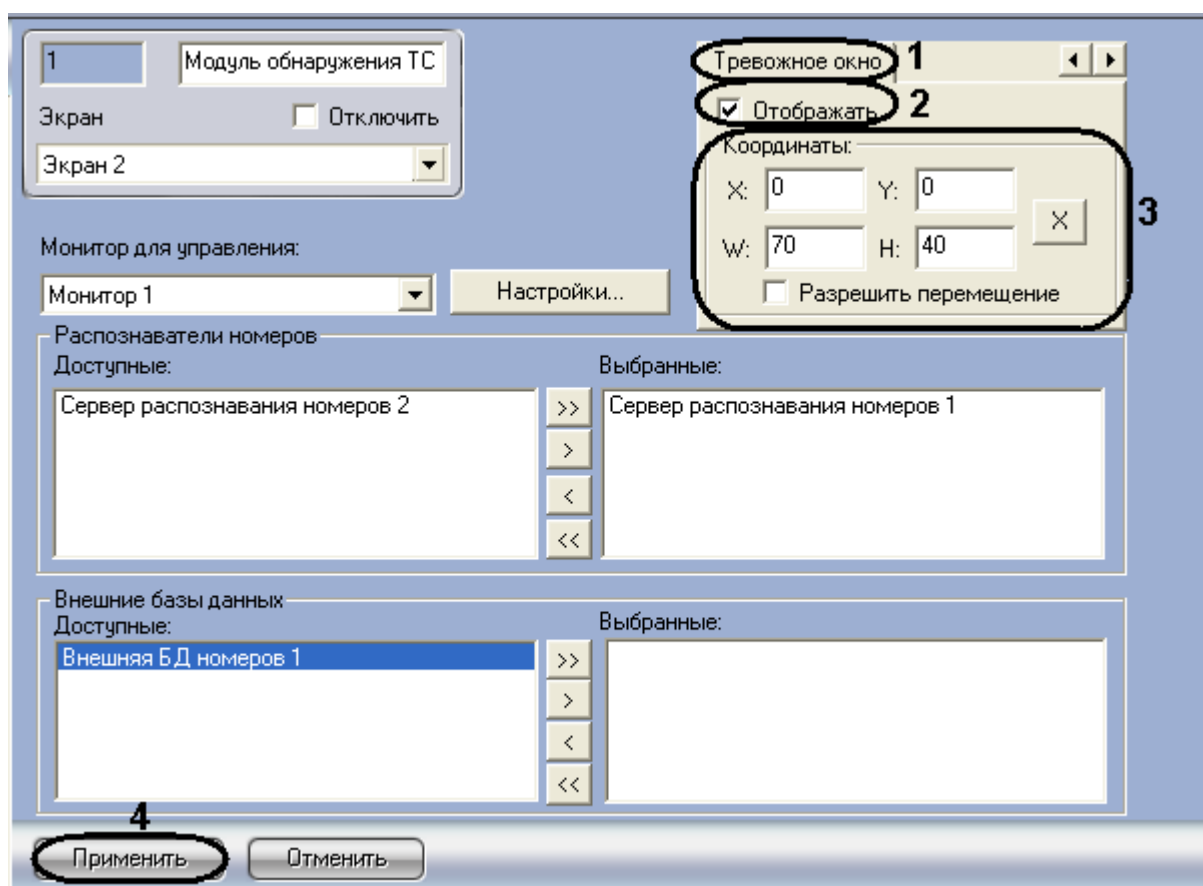 1 Модуль обнаружения ТС
Экран Отключить
Экран 2
Тревожное окно 1
Отображать 2
Координаты:
X: 0 Y: 0 X
W: 70 H: 40
Разрешить перемещение
3
Монитор для управления:
Монитор 1 Настройки...
Распознаватели номеров
Доступные: Выбранные:
Сервер распознавания номеров 2 >> Сервер распознавания номеров 1
>
<
<<
Внешние базы данных
Доступные: Выбранные:
Внешняя БД номеров 1 >>
>
<
<<
4
Применить Отменить